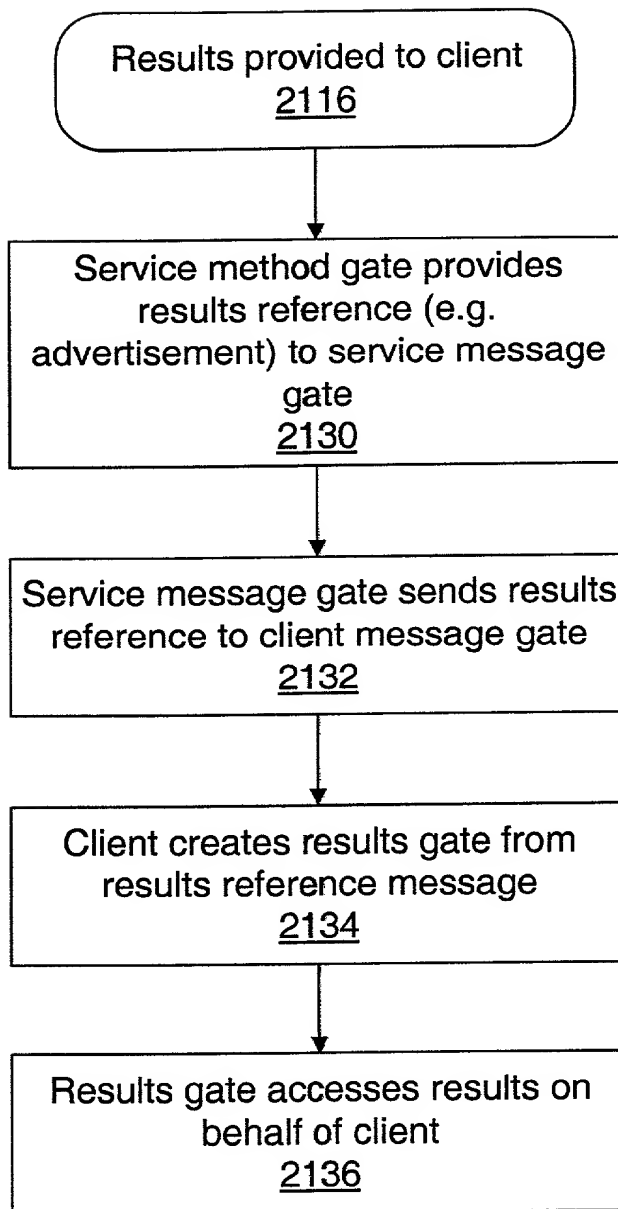 Results provided to client
2116
Service method gate provides
results reference (e.g.
advertisement) to service message
gate
2130
Service message gate sends results
reference to client message gate
2132
Client creates results gate from
results reference message
2134
Results gate accesses results on
behalf of client
2136